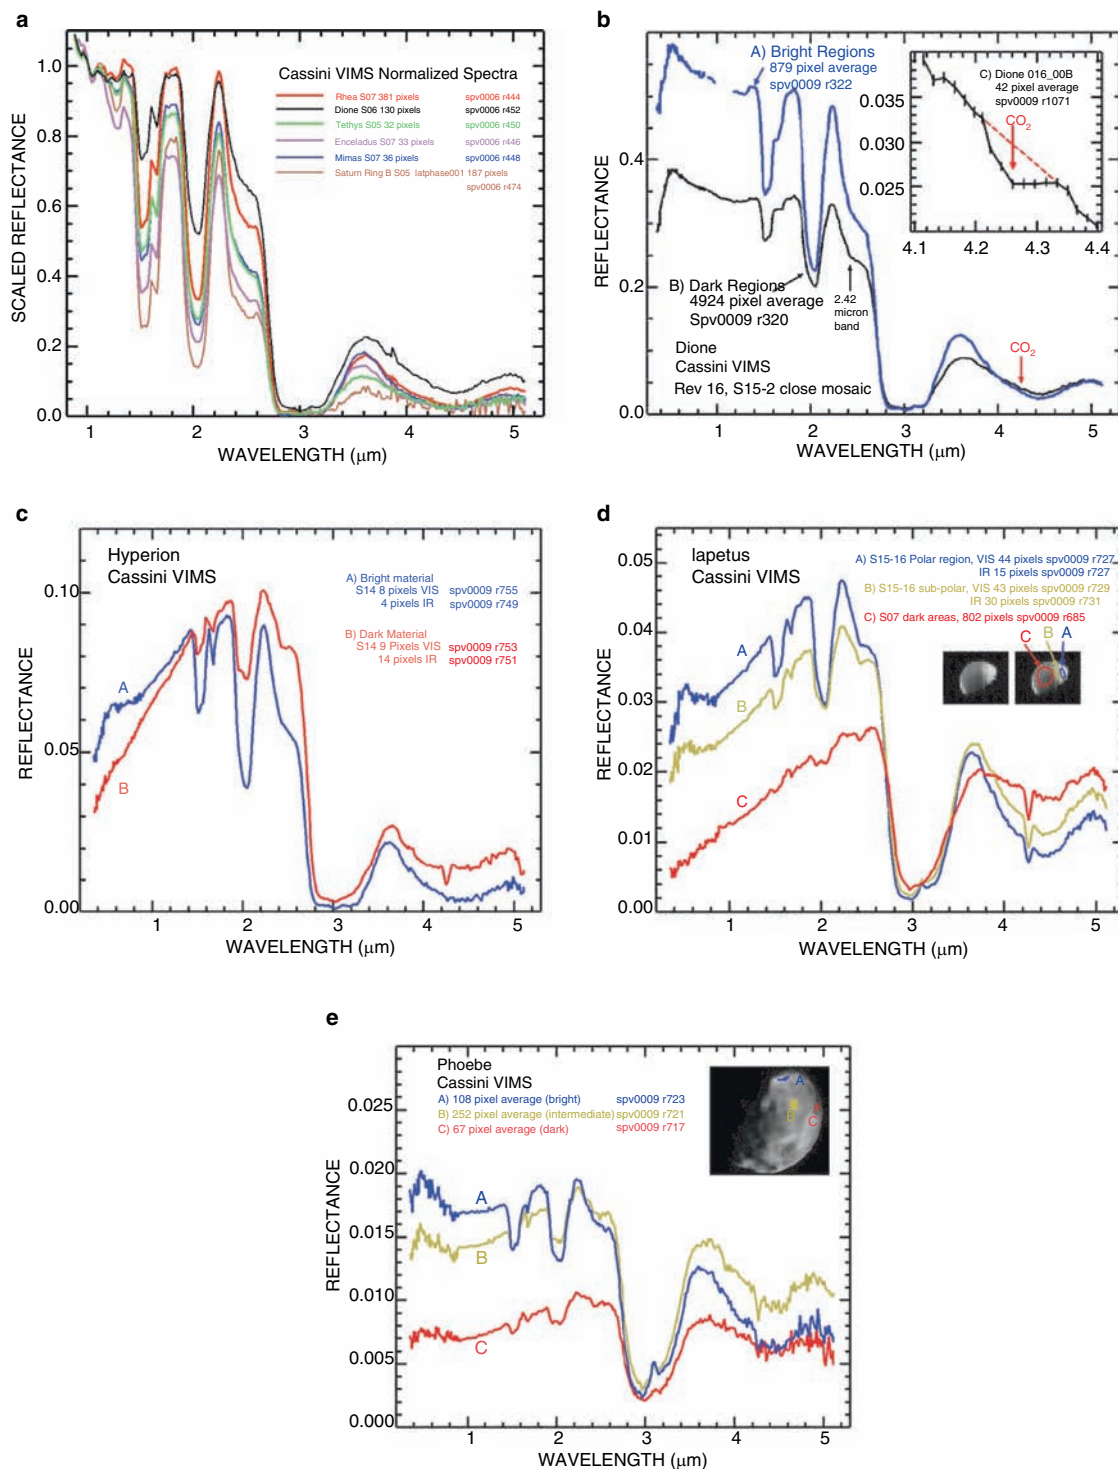 a
Cassini VIMS Normalized Spectra
Rhea S07 381 pixels spv0006 r444
Dione S06 130 pixels spv0006 r452
Tethys S05 32 pixels spv0006 r450
Enceladus S07 33 pixels spv0006 r446
Mimas S07 36 pixels spv0006 r448
Saturn Ring B S05 latphase001 187 pixels
spv0006 r474
SCALED REFLECTANCE
1.0
0.8
0.6
0.4
0.2
0.0
1 2 3 4 5
WAVELENGTH (μm)
b
A) Bright Regions
879 pixel average
spv0009 r322
C) Dione 016_00B
42 pixel average
spv0009 r1071
CO2
0.035
0.030
0.025
4.1 4.2 4.3 4.4
B) Dark Regions
4924 pixel average
Spv0009 r320
2.42
micron
band
Dione
Cassini VIMS
Rev 16, S15-2 close mosaic
CO2
REFLECTANCE
0.4
0.2
0.0
1 2 3 4 5
WAVELENGTH (μm)
c
Hyperion
Cassini VIMS
A) Bright material
S14 8 pixels VIS spv0009 r755
4 pixels IR spv0009 r749
B) Dark Material
S14 9 Pixels VIS spv0009 r753
14 pixels IR spv0009 r751
A
B
REFLECTANCE
0.10
0.05
0.00
1 2 3 4 5
WAVELENGTH (μm)
d
Iapetus
Cassini VIMS
A) S15-16 Polar region, VIS 44 pixels spv0009 r727
IR 15 pixels spv0009 r727
B) S15-16 sub-polar, VIS 43 pixels spv0009 r729
IR 30 pixels spv0009 r731
C) S07 dark areas, 802 pixels spv0009 r685
C B A
A
B
C
REFLECTANCE
0.05
0.04
0.03
0.02
0.01
0.00
1 2 3 4 5
WAVELENGTH (μm)
e
Phoebe
Cassini VIMS
A) 108 pixel average (bright) spv0009 r723
B) 252 pixel average (intermediate) spv0009 r721
C) 67 pixel average (dark) spv0009 r717
A
C
A
B
C
REFLECTANCE
0.025
0.020
0.015
0.010
0.005
0.000
1 2 3 4 5
WAVELENGTH (μm)